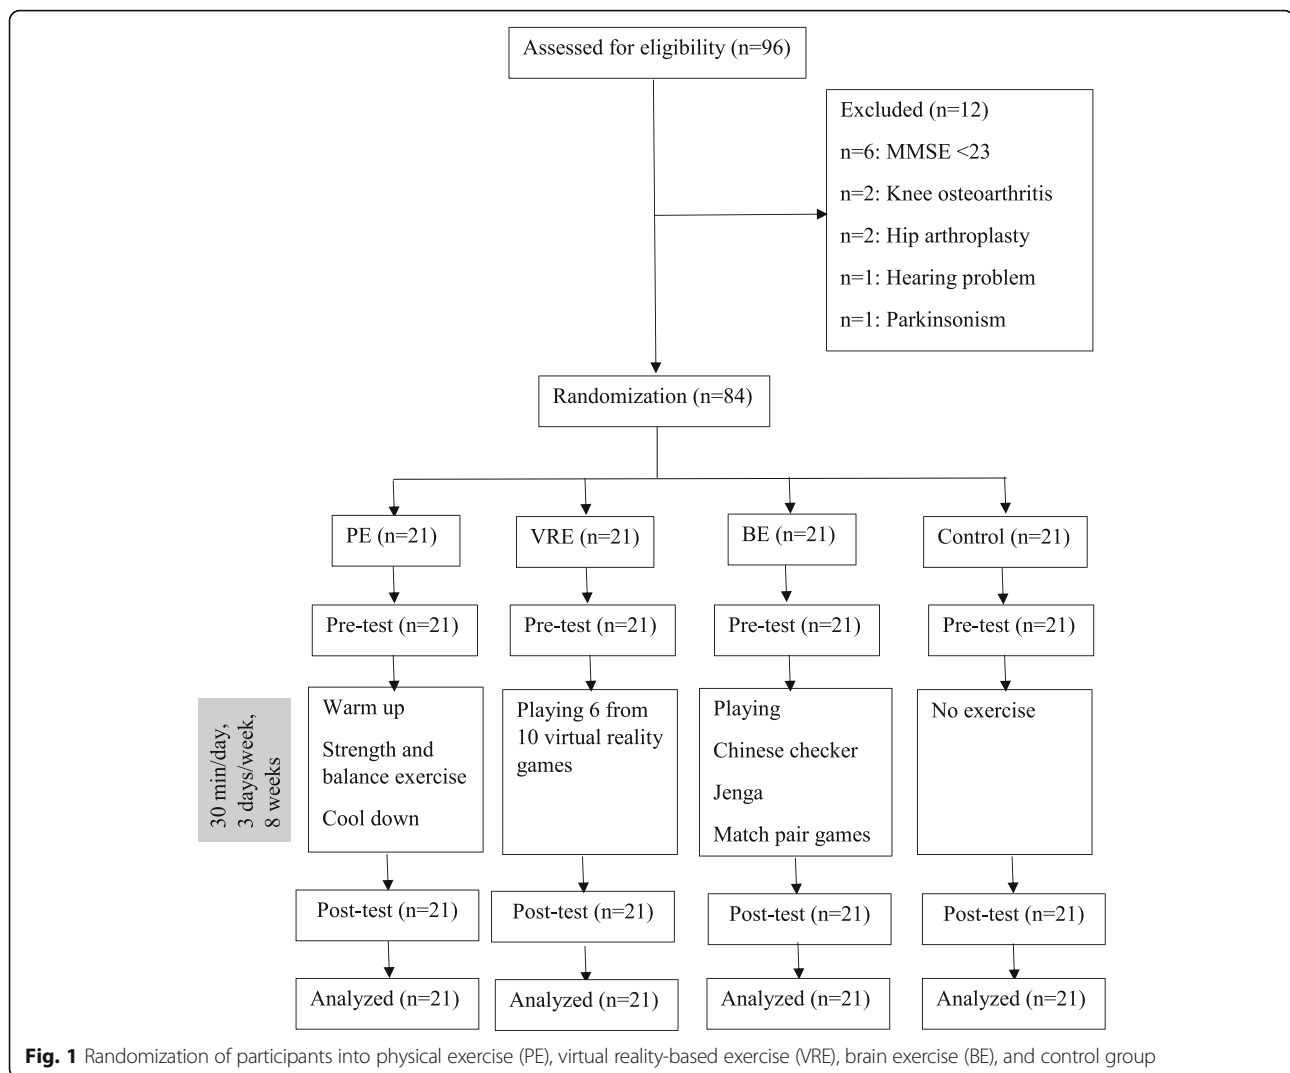 Assessed for eligibility (n=96)
Excluded (n=12)
n=6: MMSE <23
n=2: Knee osteoarthritis
n=2: Hip arthroplasty
n=1: Hearing problem
n=1: Parkinsonism
Randomization (n=84)
PE (n=21)
VRE (n=21)
BE (n=21)
Control (n=21)
Pre-test (n=21)
Pre-test (n=21)
Pre-test (n=21)
Pre-test (n=21)
30 min/day,
3 days/week,
8 weeks
Warm up
Strength and
balance exercise
Cool down
Playing 6 from
10 virtual reality
games
Playing
Chinese checker
Jenga
Match pair games
No exercise
Post-test (n=21)
Post-test (n=21)
Post-test (n=21)
Post-test (n=21)
Analyzed (n=21)
Analyzed (n=21)
Analyzed (n=21)
Analyzed (n=21)
Fig. 1 Randomization of participants into physical exercise (PE), virtual reality-based exercise (VRE), brain exercise (BE), and control group